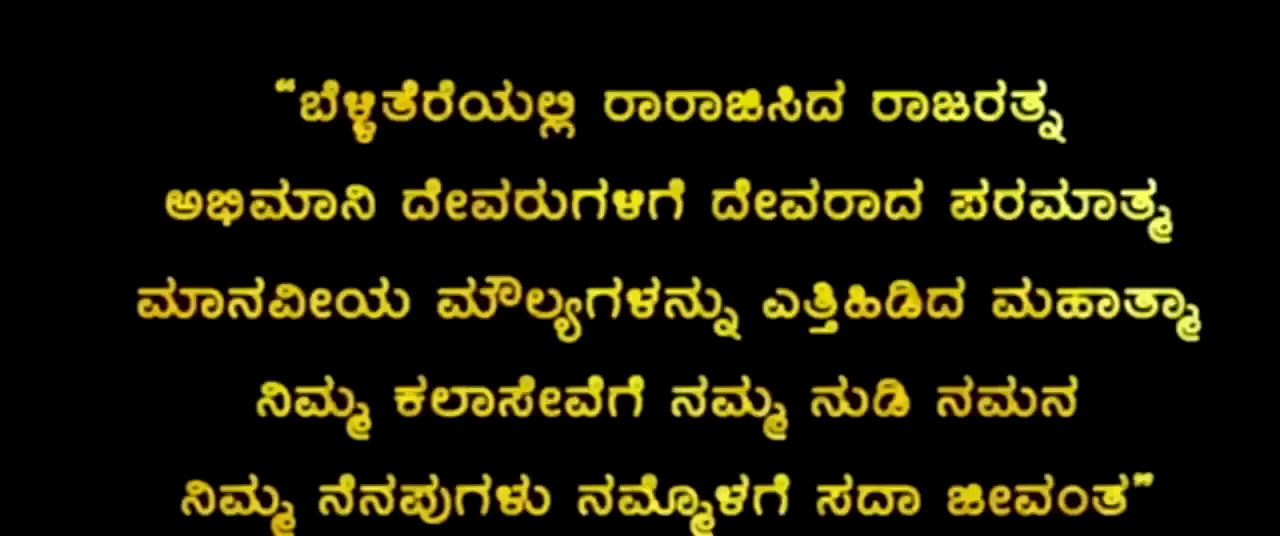 “ಬೆಳ್ಳಿತೆರೆಯಲ್ಲಿ ರಾರಾಜಿಸಿದ ರಾಜರತ್ನ
ಅಭಿಮಾನಿ ದೇವರುಗಳಿಗೆ ದೇವರಾದ ಪರಮಾತ್ಮ
ಮಾನವೀಯ ಮೌಲ್ಯಗಳನ್ನು ಎತ್ತಿಹಿಡಿದ ಮಹಾತ್ಮಾ
ನಿಮ್ಮ ಕಲಾಸೇವೆಗೆ ನಮ್ಮ ನುಡಿ ನಮನ
ನಿಮ್ಮ ನೆನಪುಗಳು ನಮ್ಮೊಳಗೆ ಸದಾ ಜೀವಂತ”